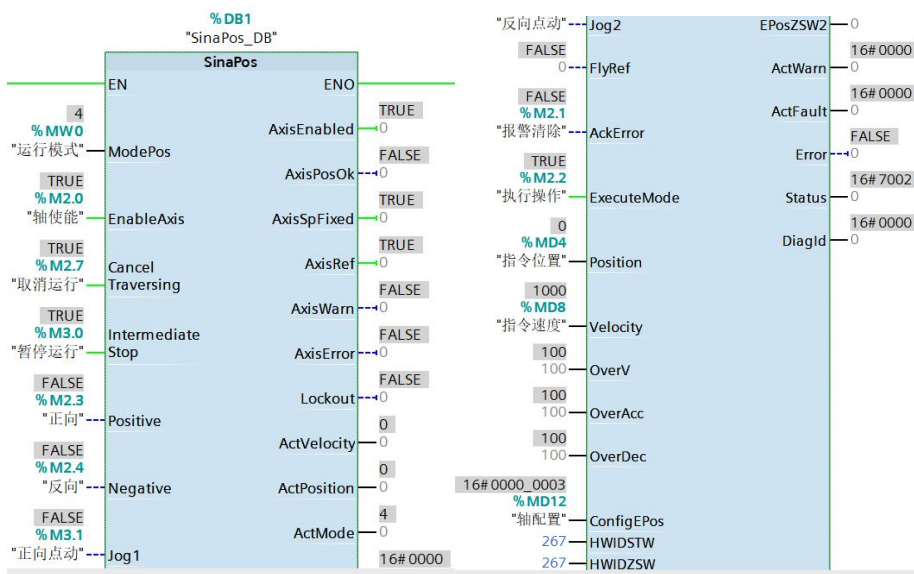 %DB1
"SinaPos_DB"
SinaPos
EN
ENO
4
%MW0
"运行模式"
ModePos
TRUE
%M2.0
"轴使能"
EnableAxis
TRUE
%M2.7
"取消运行"
Cancel
Traversing
TRUE
%M3.0
"暂停运行"
Intermediate
Stop
FALSE
%M2.3
"正向"
Positive
FALSE
%M2.4
"反向"
Negative
FALSE
%M3.1
"正向点动"
Jog1
AxisEnabled
TRUE
0
AxisPosOk
FALSE
0
AxisSpFixed
TRUE
0
AxisRef
TRUE
0
AxisWarn
FALSE
0
AxisError
FALSE
0
Lockout
FALSE
0
ActVelocity
0
0
ActPosition
0
0
ActMode
4
0
16#0000
"反向点动"
Jog2
FALSE
0
FlyRef
FALSE
%M2.1
"报警清除"
AckError
TRUE
%M2.2
"执行操作"
ExecuteMode
0
%MD4
"指令位置"
Position
1000
%MD8
"指令速度"
Velocity
100
100
OverV
100
100
OverAcc
100
100
OverDec
16#0000_0003
%MD12
"轴配置"
ConfigEPos
267
HWIDSTW
267
HWIDZSW
EPosZSW2
0
ActWarn
16#0000
0
ActFault
16#0000
0
Error
FALSE
0
Status
16#7002
0
DiagId
16#0000
0